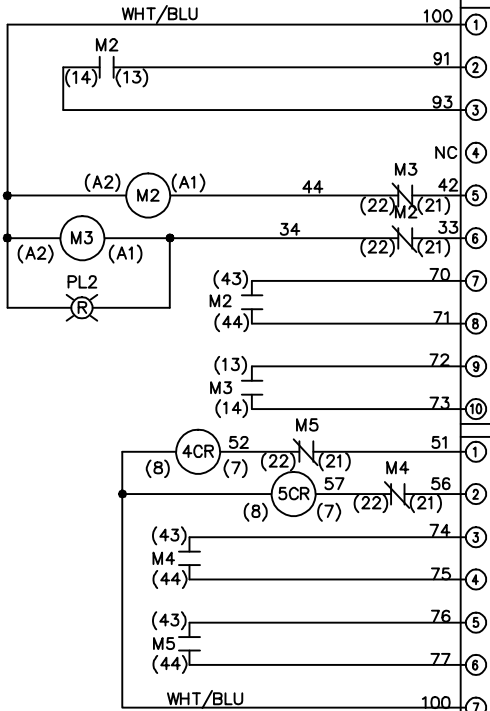 WHT/BLU 100 1
M2
(14) (13) 91 2
93 3
NC 4
M3
(A2) M2 (A1) 44 (22) (21) 42 5
M2
(A2) M3 (A1) 34 (22) (21) 33 6
PL2
R
(43) 70 7
M2
(44) 71 8
(13) 72 9
M3
(14) 73 10
M5
(8) 4CR (7) 52 (22) (21) 51 1
M4
(8) 5CR (7) 57 (22) (21) 56 2
(43) 74 3
M4
(44) 75 4
(43) 76 5
M5
(44) 77 6
WHT/BLU 100 7